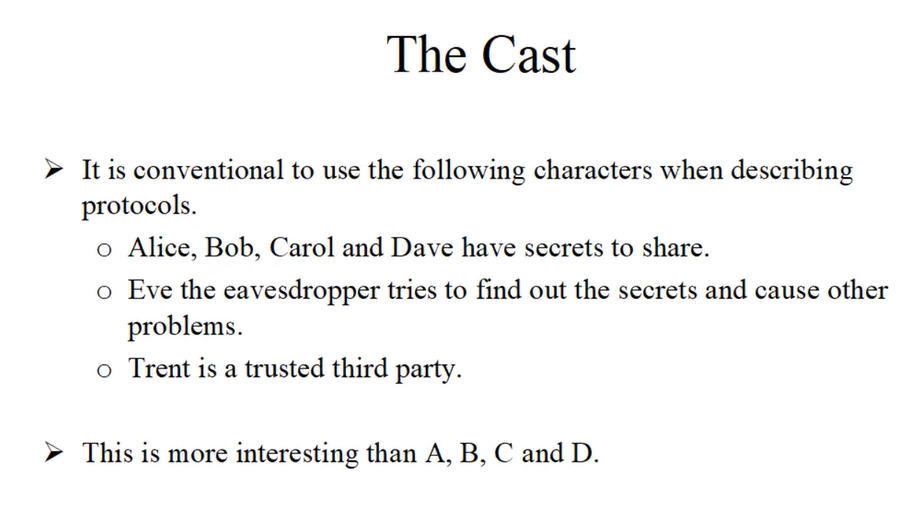 The Cast
➢ It is conventional to use the following characters when describing
protocols.
o Alice, Bob, Carol and Dave have secrets to share.
o Eve the eavesdropper tries to find out the secrets and cause other
problems.
o Trent is a trusted third party.
➢ This is more interesting than A, B, C and D.